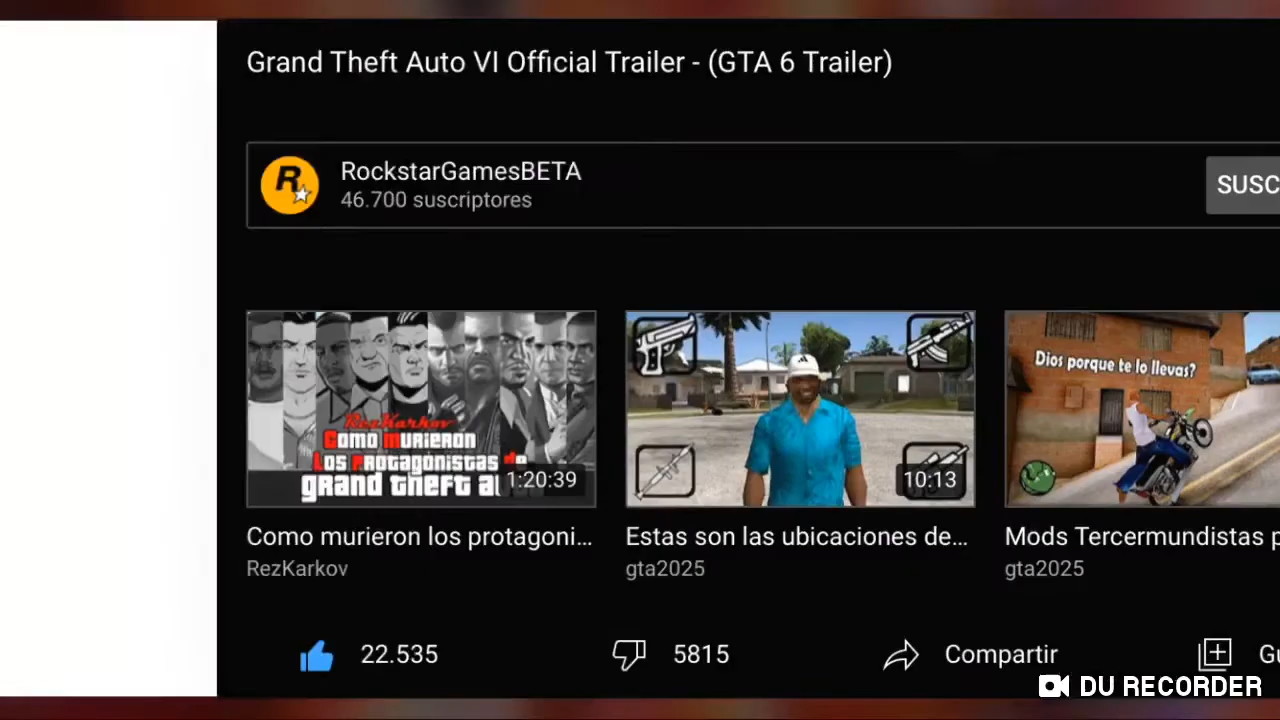 Grand Theft Auto VI Official Trailer - (GTA 6 Trailer)
R
RockstarGamesBETA
46.700 suscriptores
SUSC
Dios porque te lo llevas?
RezKarkov
Como murieron
Los Protagonistas de
grand theft au
1:20:39
10:13
Como murieron los protagoni...
Estas son las ubicaciones de...
Mods Tercermundistas p
RezKarkov
gta2025
gta2025
22.535
5815
Compartir
Gu
DU RECORDER